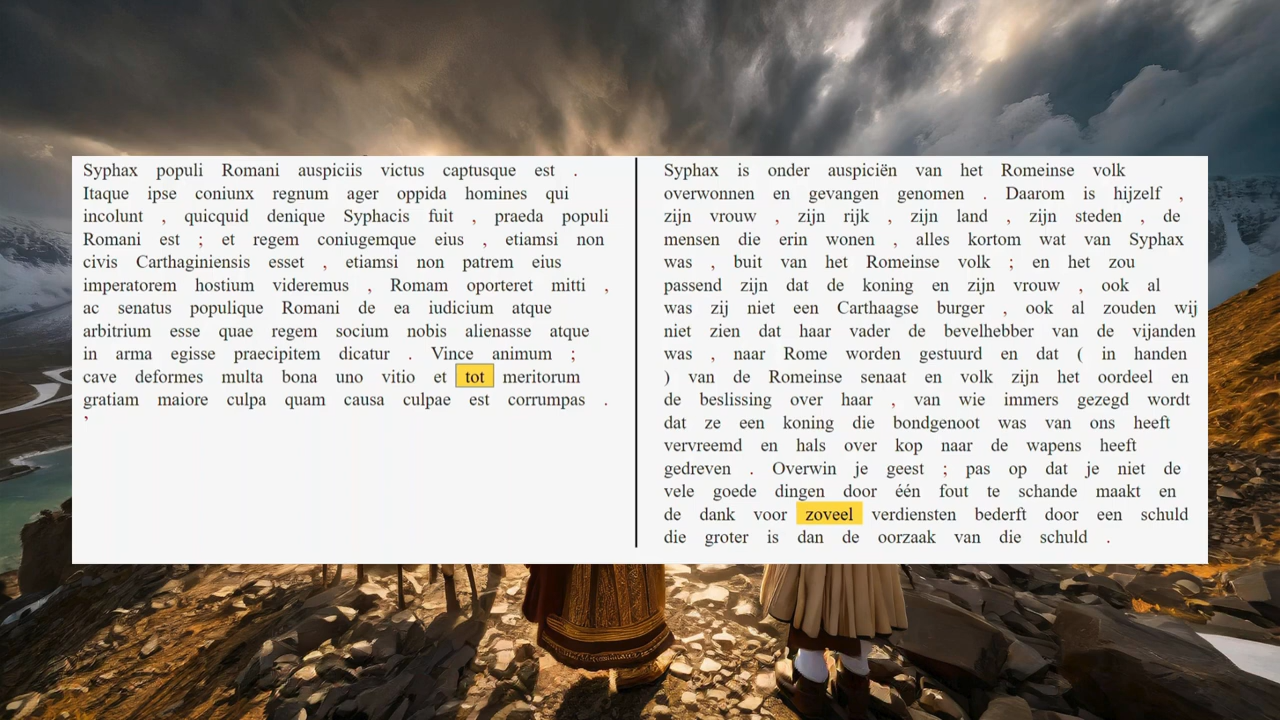 Syphax populi Romani auspiciis victus captusque est .
Itaque ipse coniunx regnum ager oppida homines qui
incolunt , quicquid denique Syphacis fuit , praeda populi
Romani est ; et regem coniugemque eius , etiamsi non
civis Carthaginiensis esset , etiamsi non patrem eius
imperatorem hostium videremus , Romam oporteret mitti ,
ac senatus populique Romani de ea iudicium atque
arbitrium esse quae regem socium nobis alienasse atque
in arma egisse praecipitem dicatur . Vince animum ;
cave deformes multa bona uno vitio et tot meritorum
gratiam maiore culpa quam causa culpae est corrumpas .
,
Syphax is onder auspiciën van het Romeinse volk
overwonnen en gevangen genomen . Daarom is hijzelf ,
zijn vrouw , zijn rijk , zijn land , zijn steden , de
mensen die erin wonen , alles kortom wat van Syphax
was , buit van het Romeinse volk ; en het zou
passend zijn dat de koning en zijn vrouw , ook al
was zij niet een Carthaagse burger , ook al zouden wij
niet zien dat haar vader de bevelhebber van de vijanden
was , naar Rome worden gestuurd en dat ( in handen
) van de Romeinse senaat en volk zijn het oordeel en
de beslissing over haar , van wie immers gezegd wordt
dat ze een koning die bondgenoot was van ons heeft
vervreemd en hals over kop naar de wapens heeft
gedreven . Overwin je geest ; pas op dat je niet de
vele goede dingen door één fout te schande maakt en
de dank voor zoveel verdiensten bederft door een schuld
die groter is dan de oorzaak van die schuld .